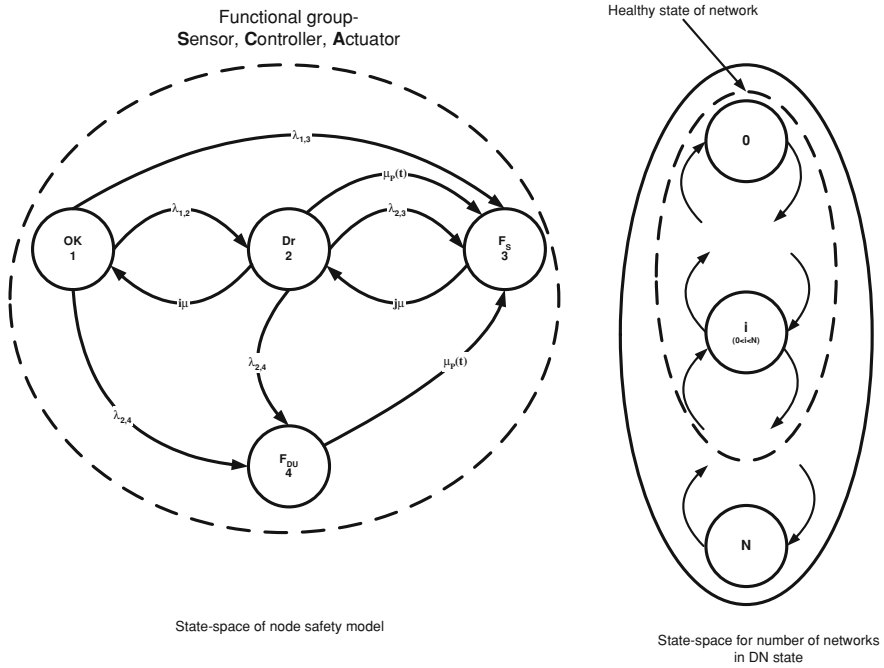 Functional group-
Sensor, Controller, Actuator
λ1,3
μP(t)
λ1,2
λ2,3
OK
1
Dr
2
FS
3
iμ
jμ
λ2,4
μP(t)
λ2,4
FDU
4
State-space of node safety model
Healthy state of network
0
i
(0<i<N)
N
State-space for number of networks
in DN state